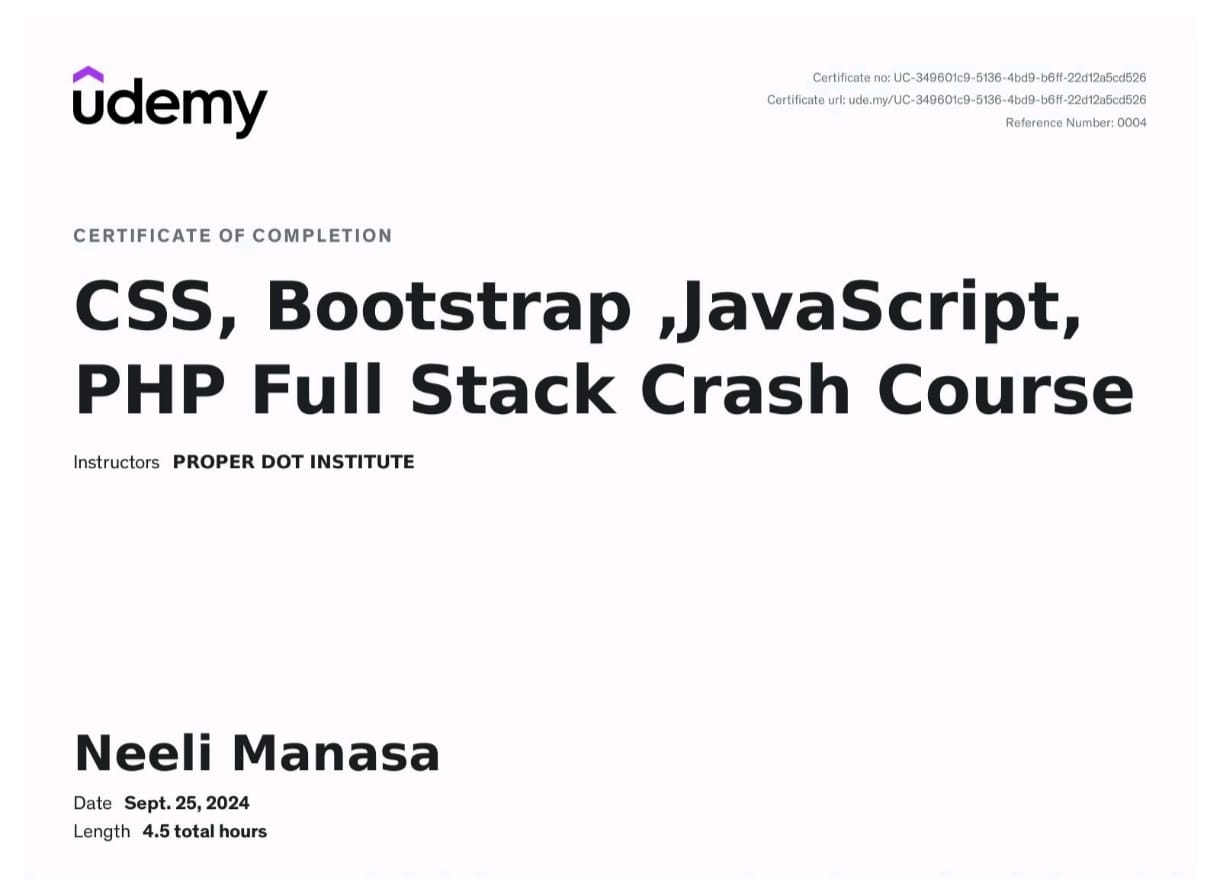 udemy
Certificate no: UC-349601c9-5136-4bd9-b6ff-22d12a5cd526
Certificate url: ude.my/UC-349601c9-5136-4bd9-b6ff-22d12a5cd526
Reference Number: 0004
CERTIFICATE OF COMPLETION
CSS, Bootstrap ,JavaScript,
PHP Full Stack Crash Course
Instructors PROPER DOT INSTITUTE
Neeli Manasa
Date Sept. 25, 2024
Length 4.5 total hours